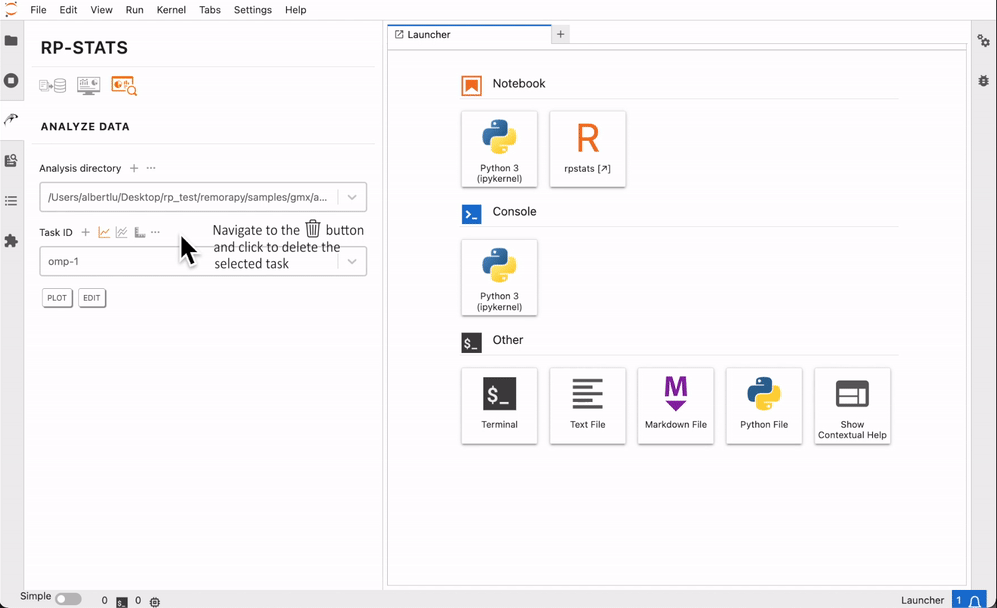 File Edit View Run Kernel Tabs Settings Help
RP-STATS
ANALYZE DATA
Analysis directory + ···
/Users/albertlu/Desktop/rp_test/remorapy/samples/gmx/a...
Task ID + ···
Navigate to the button
and click to delete the
selected task
omp-1
PLOT EDIT
Launcher +
Notebook
Python 3
(ipykernel)
R
rpstats [↗]
Console
Python 3
(ipykernel)
$_ Other
$_
Terminal
Text File
M
Markdown File
Python File
Show
Contextual Help
Simple 0 $_ 0
Launcher 1